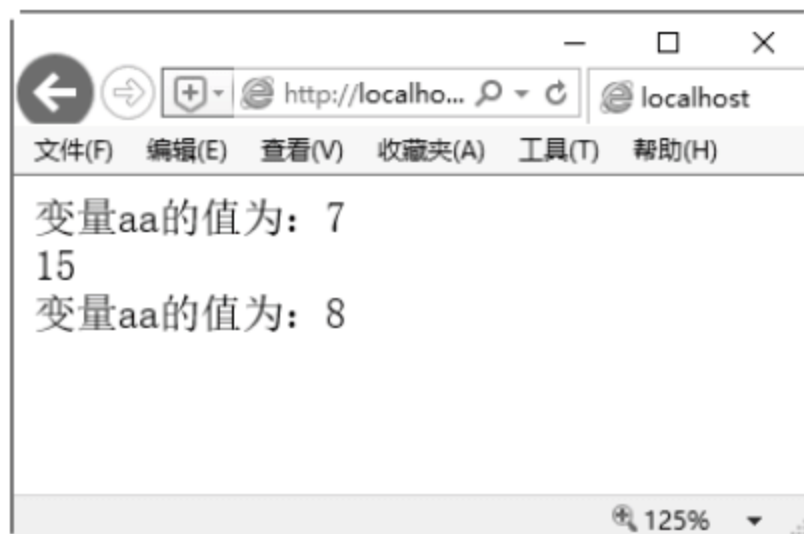 http://localho...
localhost
文件(F) 编辑(E) 查看(V) 收藏夹(A) 工具(T) 帮助(H)
变量aa的值为：7
15
变量aa的值为：8
125%